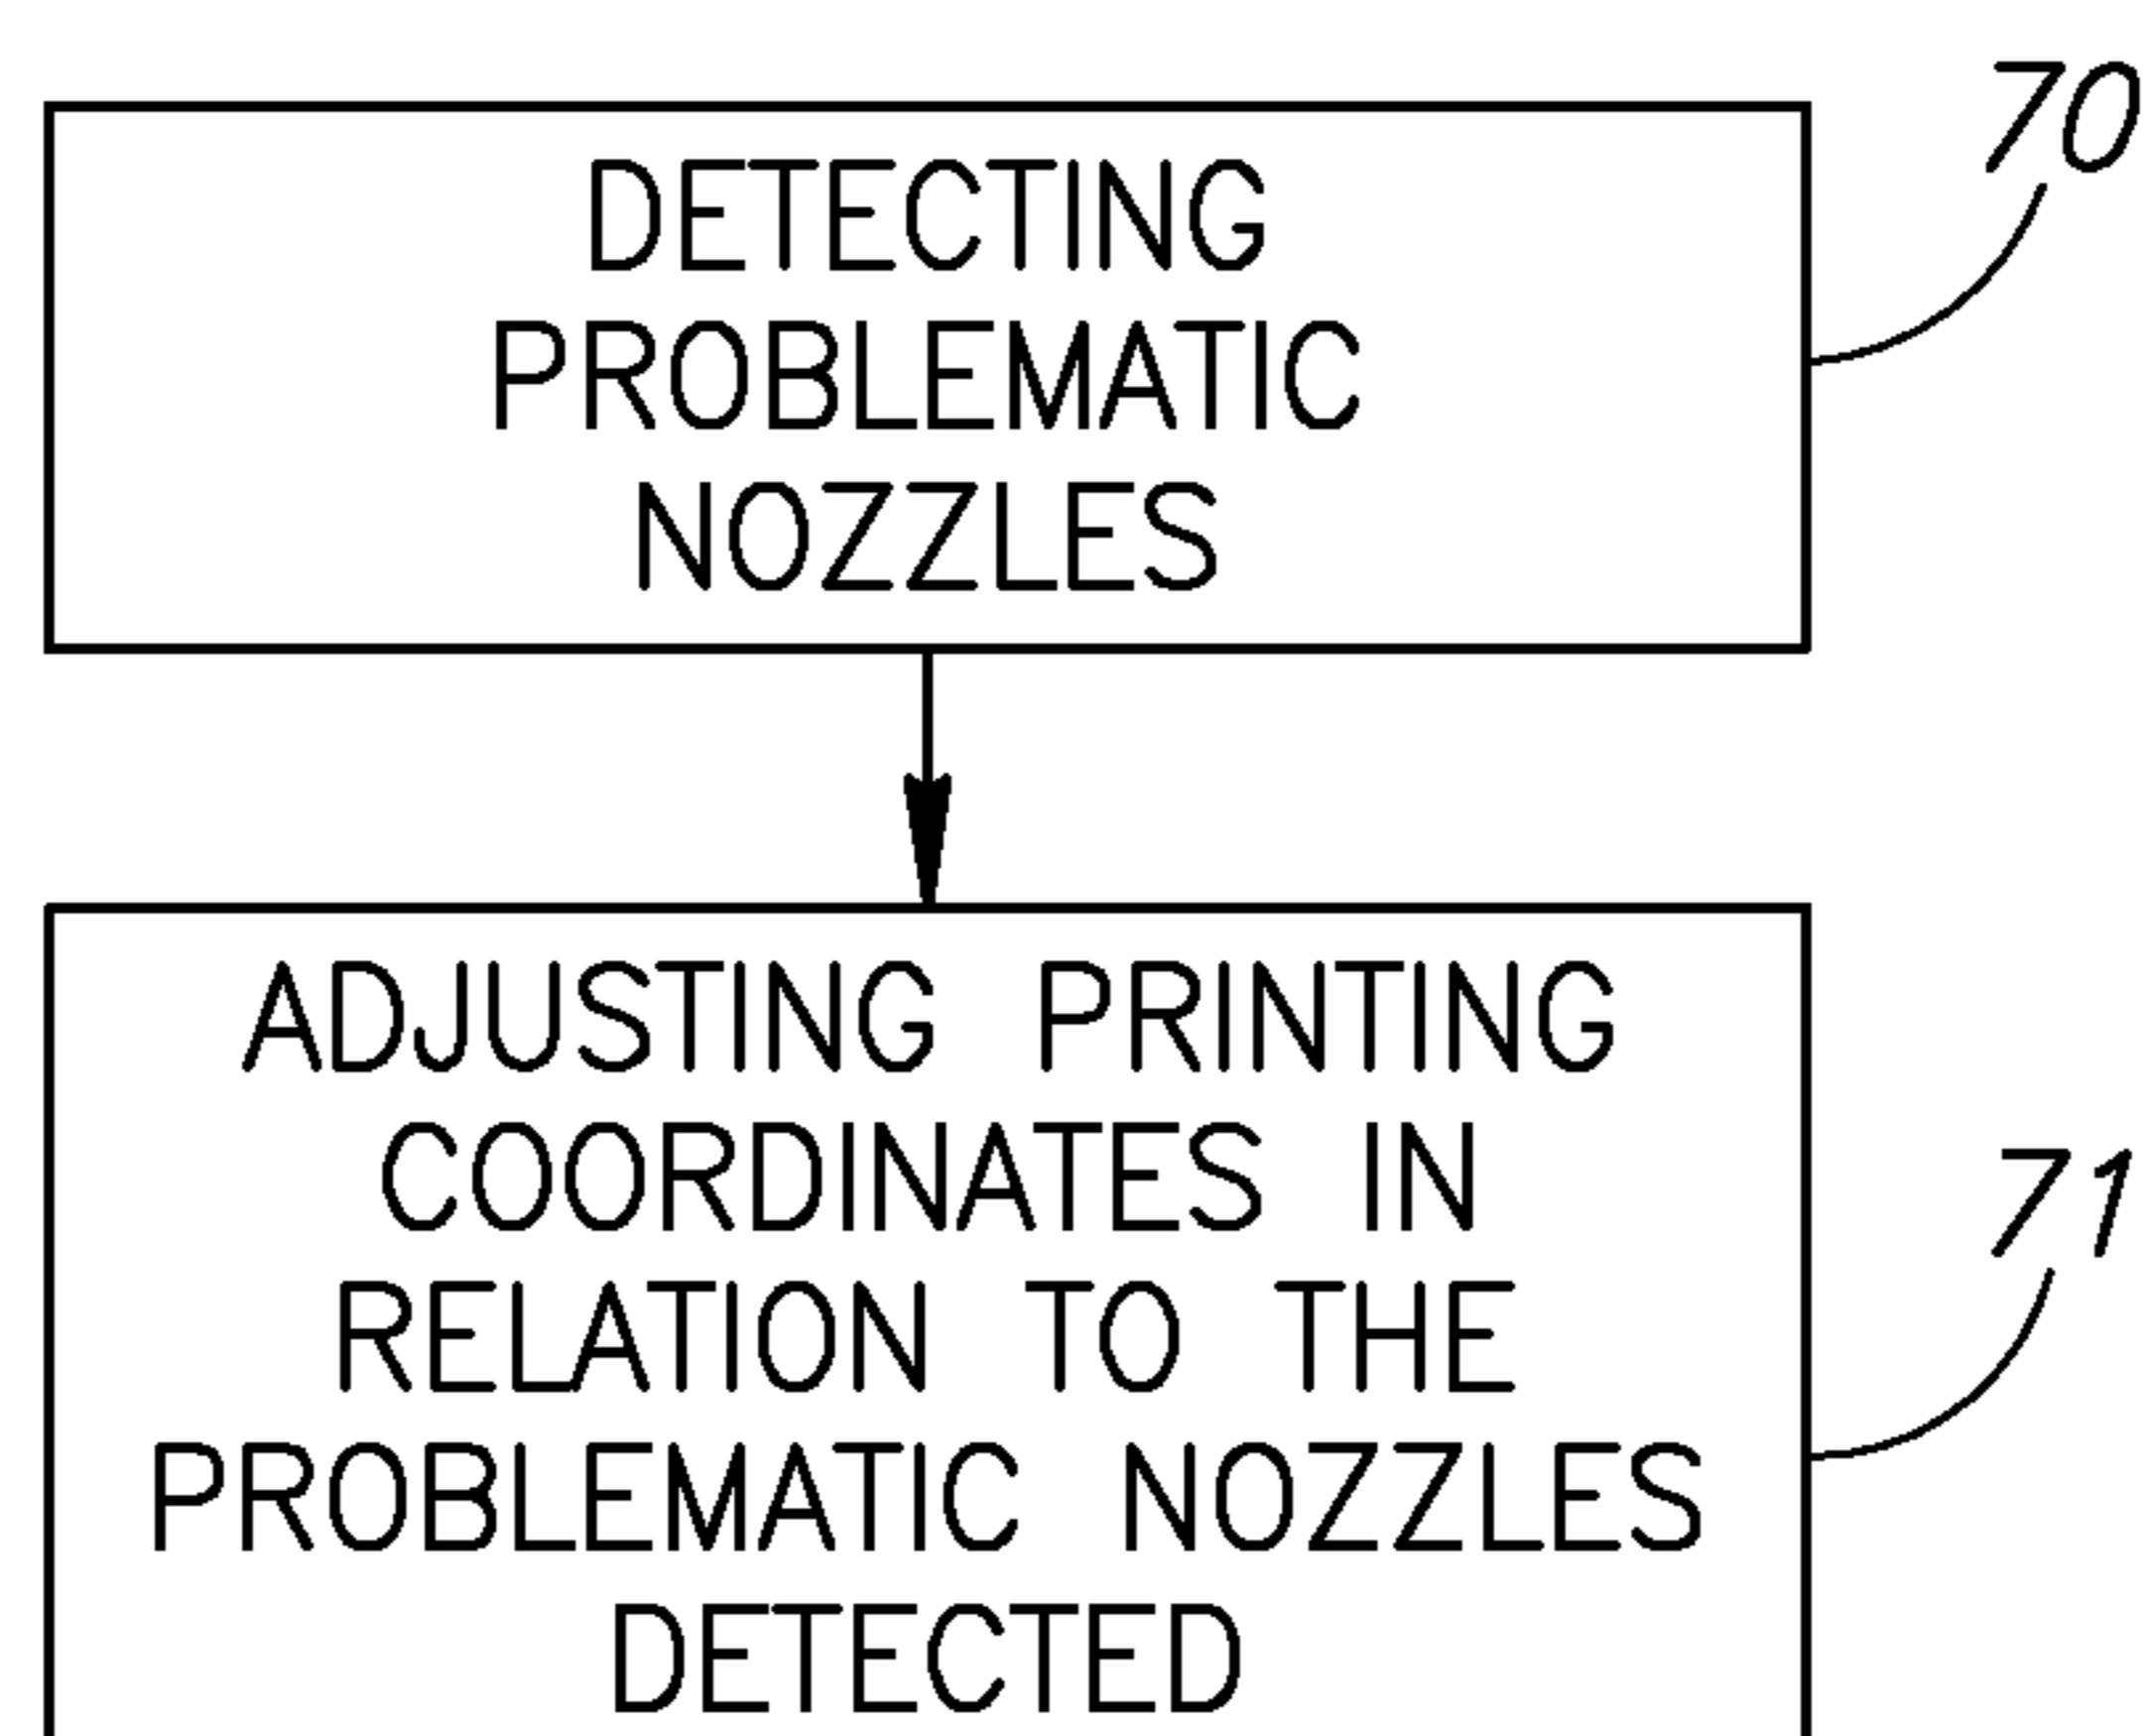 70
DETECTING
PROBLEMATIC
NOZZLES
ADJUSTING PRINTING
COORDINATES IN
RELATION TO THE
PROBLEMATIC NOZZLES
DETECTED
71